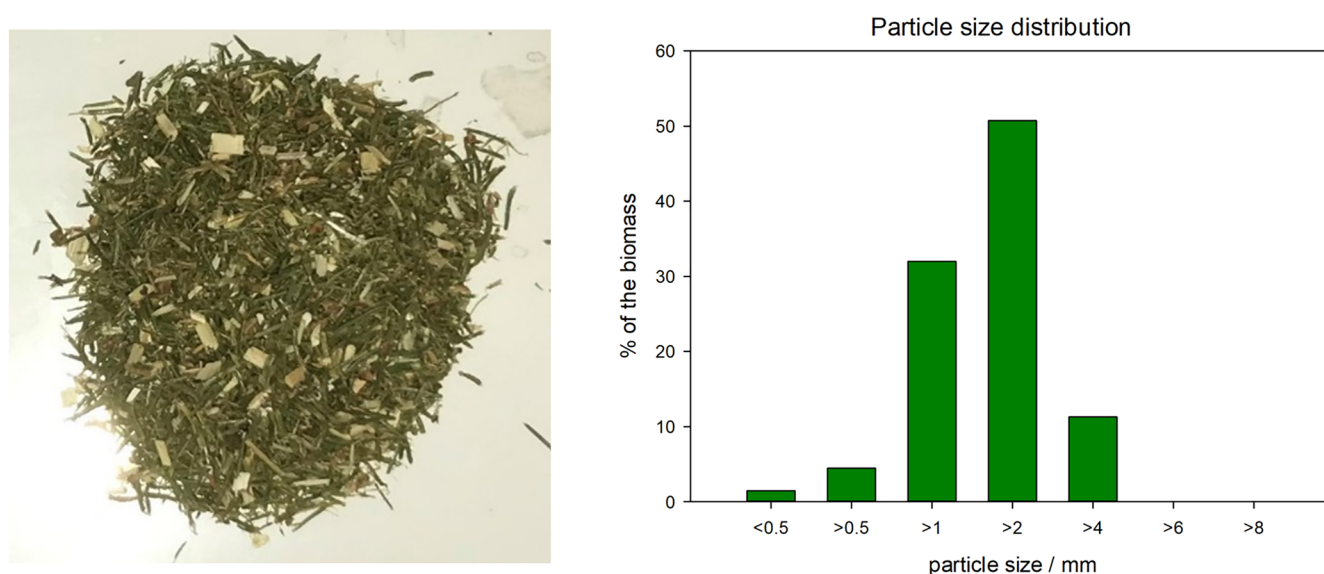 Particle size distribution
60
50
40
30
20
10
0
% of the biomass
<0.5 >0.5 >1 >2 >4 >6 >8
particle size / mm